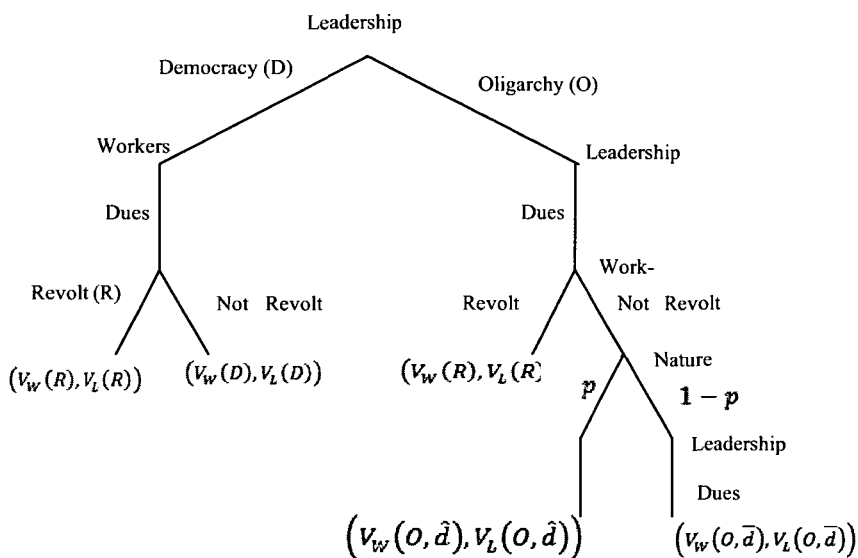 Leadership
Democracy (D)
Oligarchy (O)
Workers
Leadership
Dues
Dues
Work-
Revolt (R)
Not Revolt
Revolt
Not Revolt
(V_W(R), V_L(R))
(V_W(D), V_L(D))
(V_W(R), V_L(R
Nature
p
1 − p
Leadership
Dues
(V_W(O, d̂), V_L(O, d̂))
(V_W(O, d̅), V_L(O, d̅))